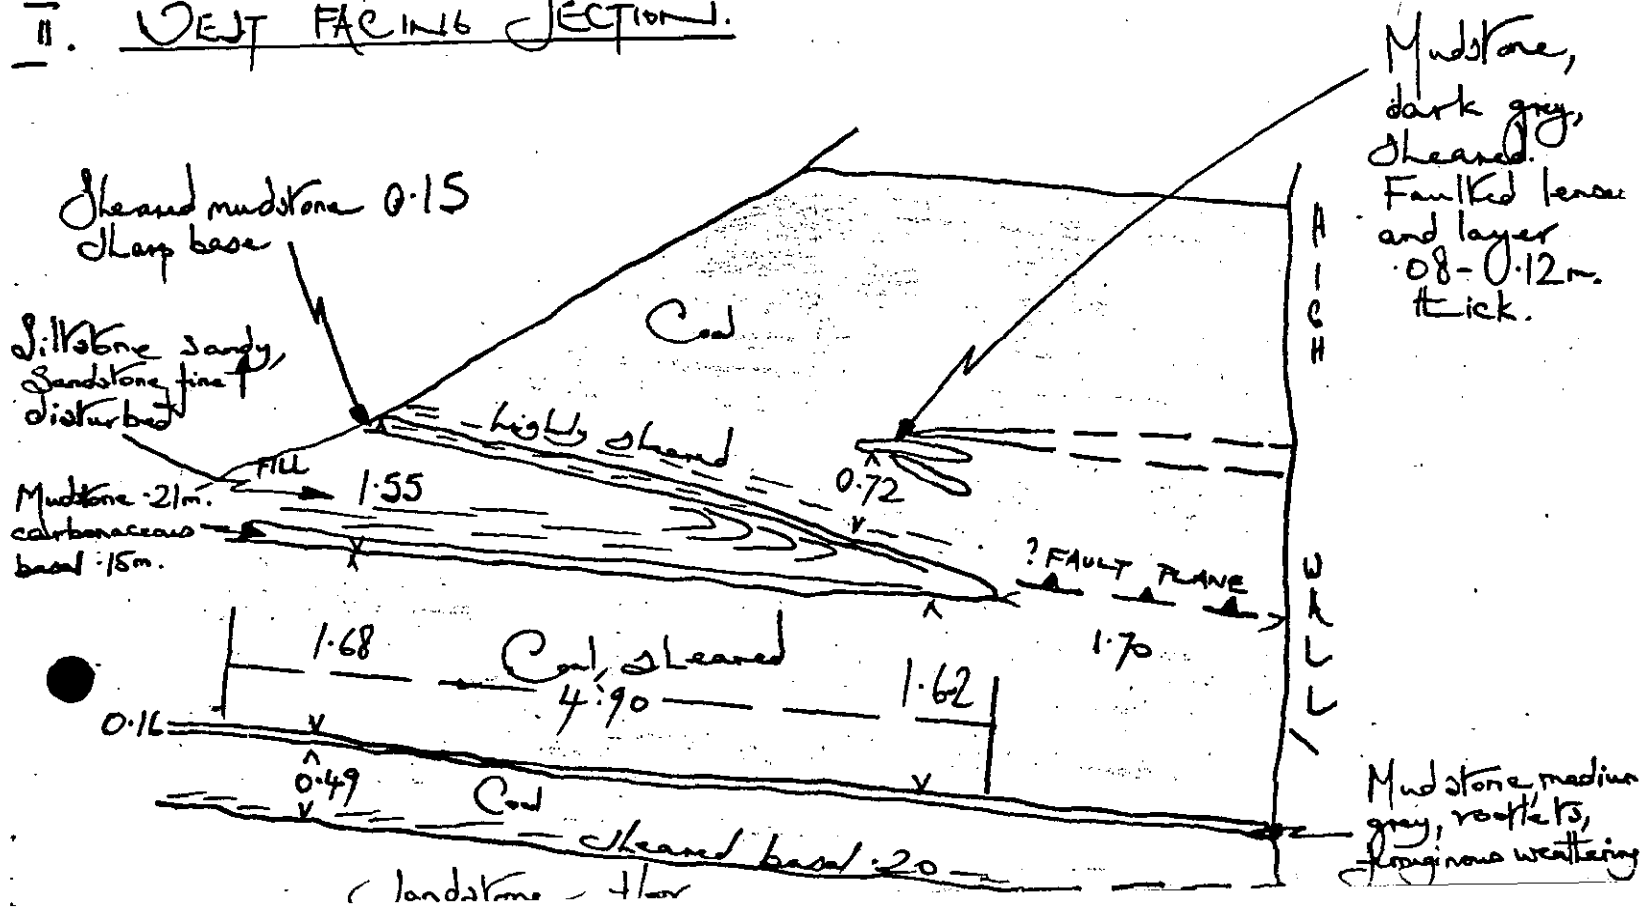 II. WEST FACING SECTION.
Mudstone,
dark grey,
Sheared.
Faulted lenses
and layer
.08-0.12m.
thick.
Sheared mudstone 0.15
Sharp base
Siltstone sandy,
Sandstone, fine
disturbed
Mudstone .21m.
carbonaceous
basal .15m.
FILL
1.55
Coal
- highly sheared
0.72
? FAULT PLANE
1.70
HIGH WALL
1.68
Coal, sheared
4.90
1.62
0.16
0.49
Coal
Sheared basal .20
Sandstone - floor
Mudstone, medium
grey, rootlets,
ferruginous weathering